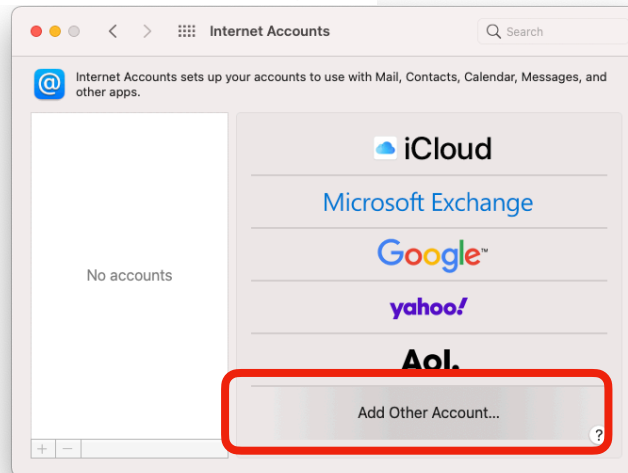 Internet Accounts
Search
Internet Accounts sets up your accounts to use with Mail, Contacts, Calendar, Messages, and
other apps.
No accounts
iCloud
Microsoft Exchange
Google™
yahoo!
Aol.
Add Other Account...
?